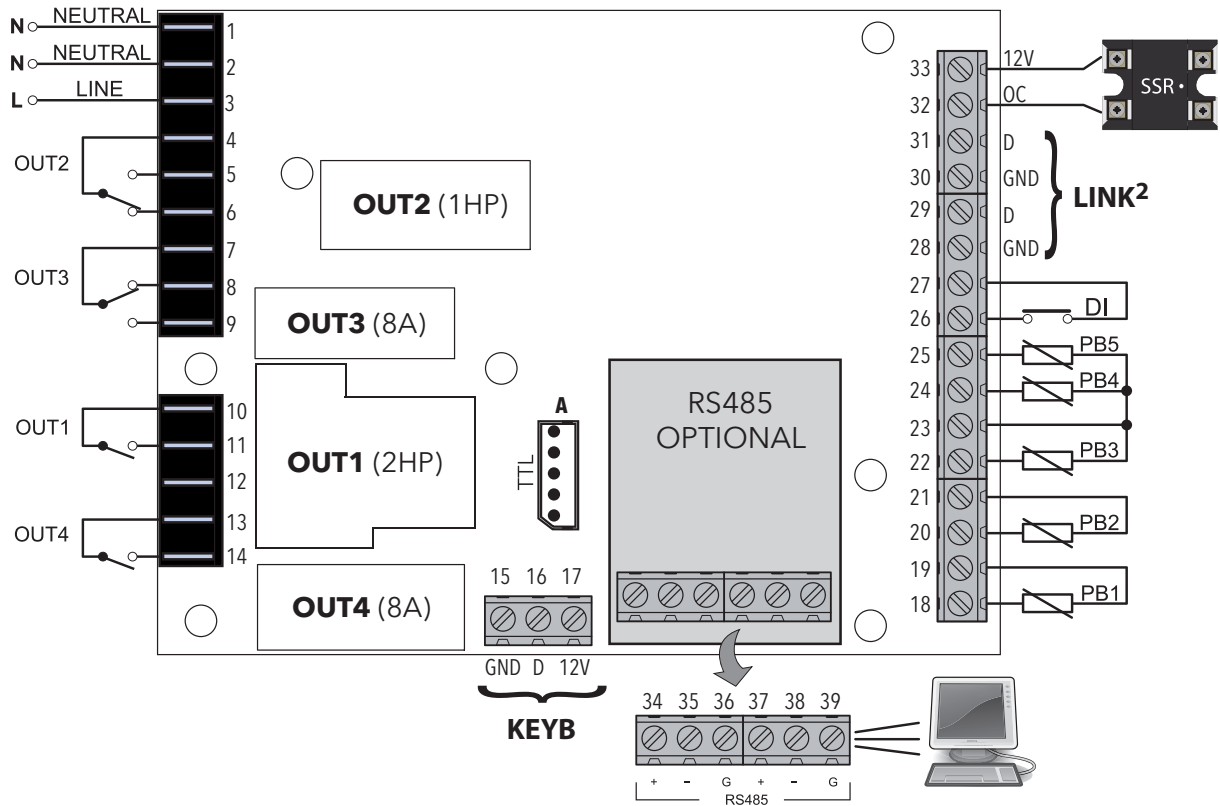 N NEUTRAL
N NEUTRAL
L LINE
OUT2
OUT3
OUT1
OUT4
1
2
3
4
5
6
7
8
9
10
11
12
13
14
OUT2 (1HP)
OUT3 (8A)
OUT1 (2HP)
OUT4 (8A)
A
TTL
15 16 17
GND D 12V
KEYB
RS485
OPTIONAL
34 35 36 37 38 39
+ – G + – G
RS485
33 12V
32 OC
31 D
30 GND
29 D
28 GND
LINK2
SSR
27
26 DI
25 PB5
24 PB4
23
22 PB3
21
20 PB2
19
18 PB1